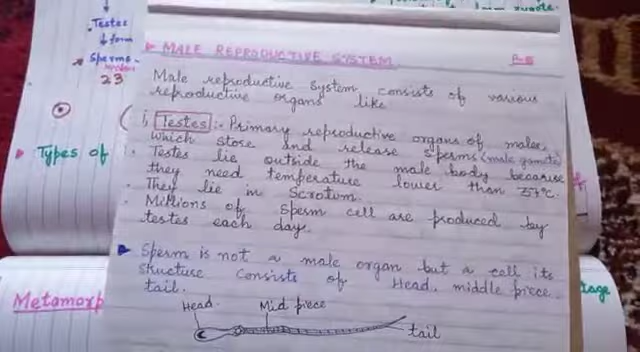 zygote
Testes
form
Sperms
23
Types of
Metamorp
MALE REPRODUCTIVE SYSTEM
P-5
Male reproductive system consists of various
reproductive organs like
i, Testes :- Primary reproductive organs of males
which store and release sperms (male gamete)
Testes lie outside the male body because
they need temperature lower than 37°C.
They lie in Scrotum.
Millions of sperm cell are produced by
testes each day.
Sperm is not a male organ but a cell its
structure consists of Head, middle piece
tail.
Head
Mid piece
tail